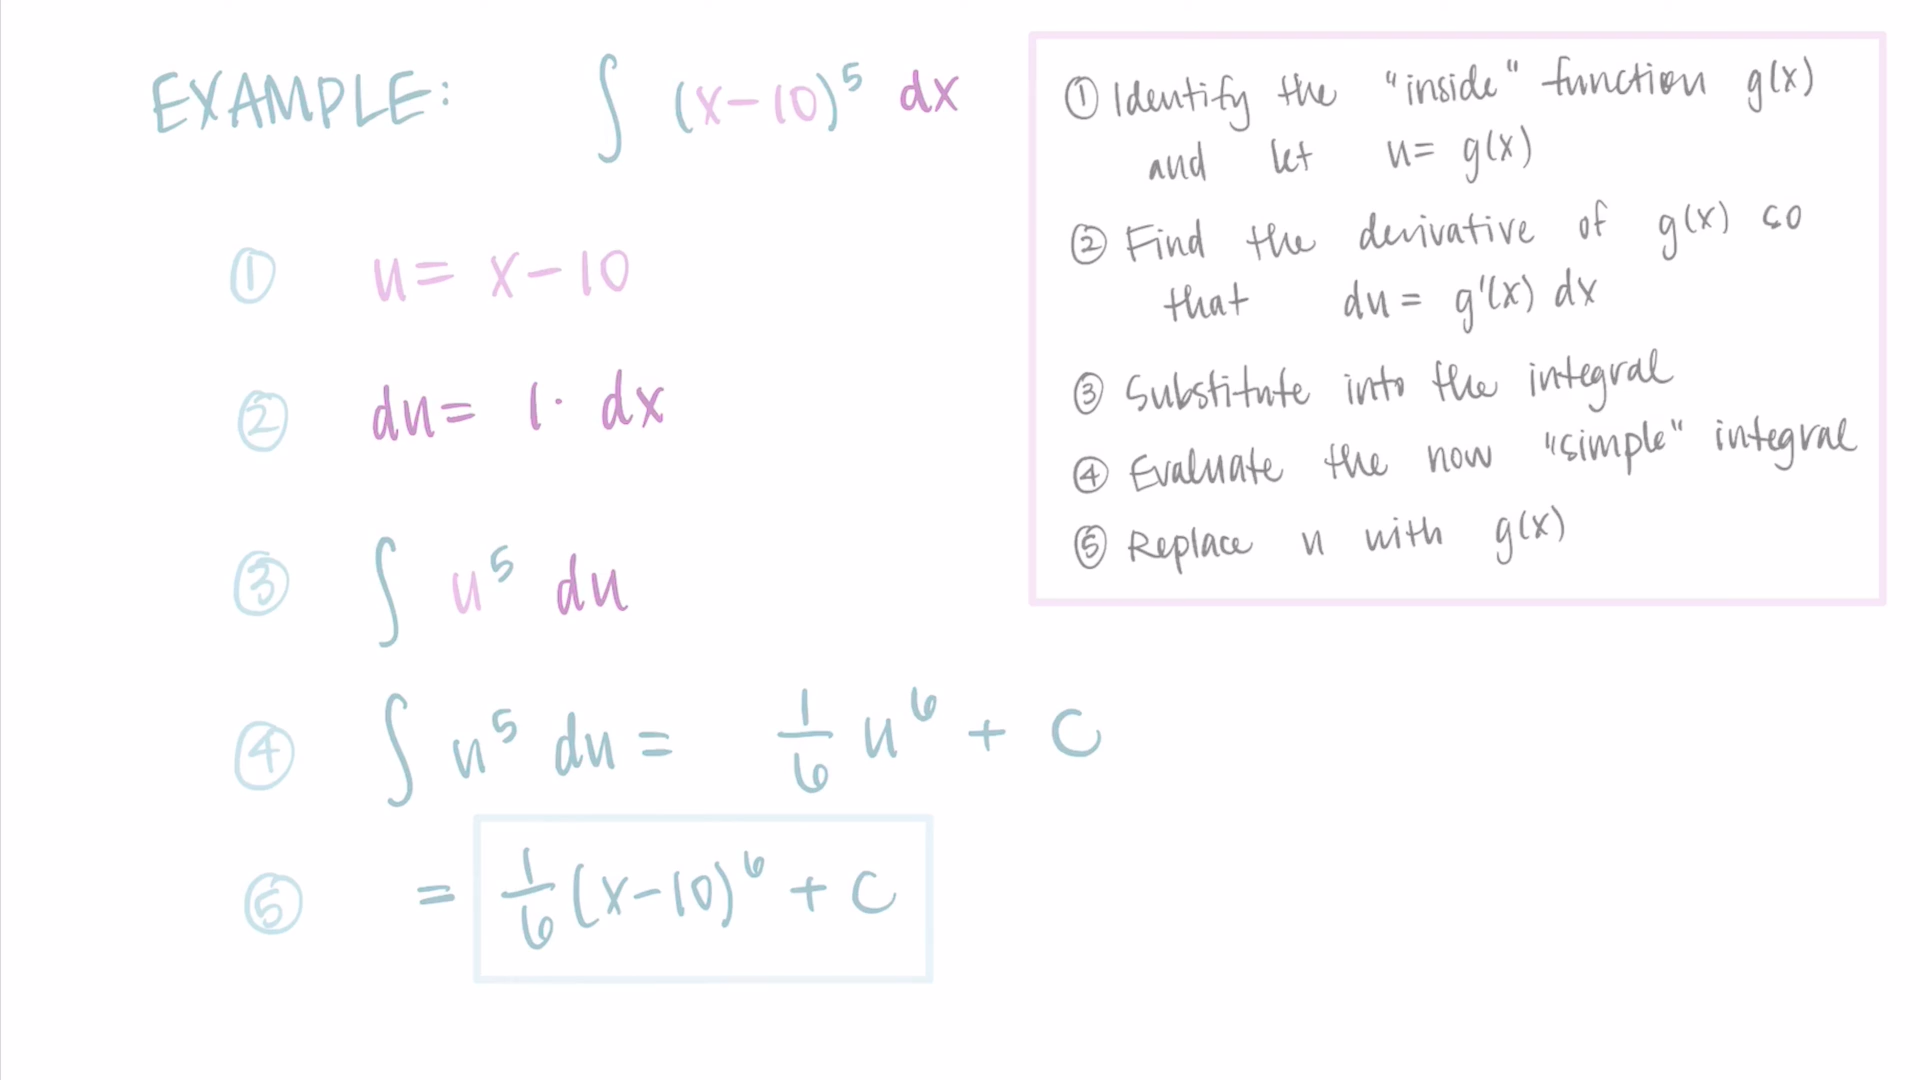 EXAMPLE: ∫ (x-10)⁵ dx
① u= x-10
② du= 1· dx
③ ∫ u⁵ du
④ ∫ u⁵ du = 1/6 u⁶ + C
⑤ = 1/6 (x-10)⁶ + C
① Identify the "inside" function g(x)
and let u= g(x)
② Find the derivative of g(x) so
that du = g'(x) dx
③ Substitute into the integral
④ Evaluate the now "simple" integral
⑤ Replace u with g(x)